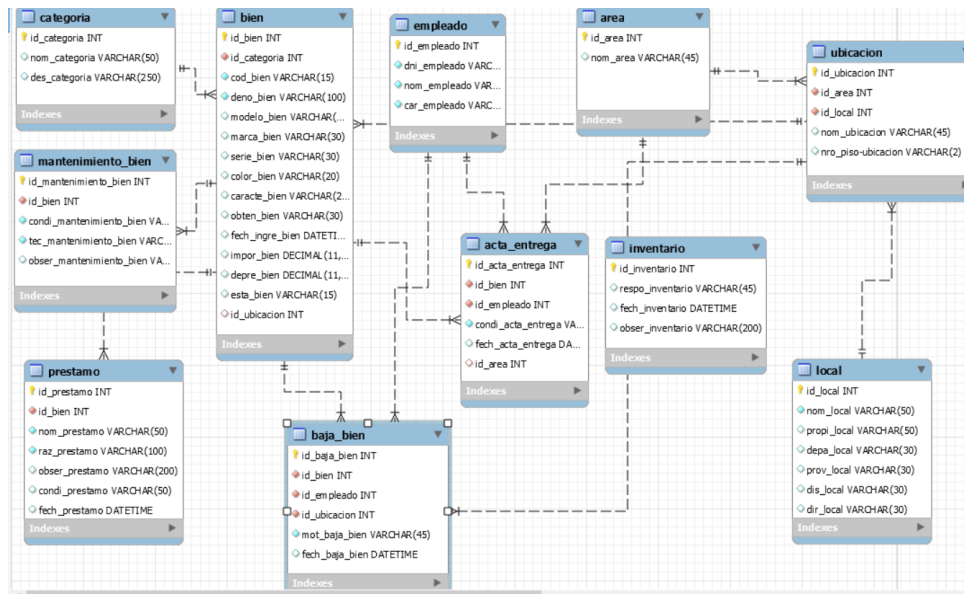 categoria
id_categoria INT
nom_categoria VARCHAR(50)
des_categoria VARCHAR(250)
Indexes
bien
id_bien INT
id_categoria INT
cod_bien VARCHAR(15)
deno_bien VARCHAR(100)
modelo_bien VARCHAR(...
marca_bien VARCHAR(30)
serie_bien VARCHAR(30)
color_bien VARCHAR(20)
caracte_bien VARCHAR(2...
obten_bien VARCHAR(30)
fech_ingre_bien DATETI...
impor_bien DECIMAL(11,...
depre_bien DECIMAL(11,...
esta_bien VARCHAR(15)
id_ubicacion INT
Indexes
empleado
id_empleado INT
dni_empleado VARC...
nom_empleado VAR...
car_empleado VARC...
Indexes
area
id_area INT
nom_area VARCHAR(45)
Indexes
ubicacion
id_ubicacion INT
id_area INT
id_local INT
nom_ubicacion VARCHAR(45)
nro_piso-ubicacion VARCHAR(2)
Indexes
mantenimiento_bien
id_mantenimiento_bien INT
id_bien INT
condi_mantenimiento_bien VA...
tec_mantenimiento_bien VARC...
obser_mantenimiento_bien VA...
Indexes
acta_entrega
id_acta_entrega INT
id_bien INT
id_empleado INT
condi_acta_entrega VA...
fech_acta_entrega DA...
id_area INT
Indexes
inventario
id_inventario INT
respo_inventario VARCHAR(45)
fech_inventario DATETIME
obser_inventario VARCHAR(200)
Indexes
prestamo
id_prestamo INT
id_bien INT
nom_prestamo VARCHAR(50)
raz_prestamo VARCHAR(100)
obser_prestamo VARCHAR(200)
condi_prestamo VARCHAR(50)
fech_prestamo DATETIME
Indexes
local
id_local INT
nom_local VARCHAR(50)
propi_local VARCHAR(50)
depa_local VARCHAR(30)
prov_local VARCHAR(30)
dis_local VARCHAR(30)
dir_local VARCHAR(30)
Indexes
baja_bien
id_baja_bien INT
id_bien INT
id_empleado INT
id_ubicacion INT
mot_baja_bien VARCHAR(45)
fech_baja_bien DATETIME
Indexes